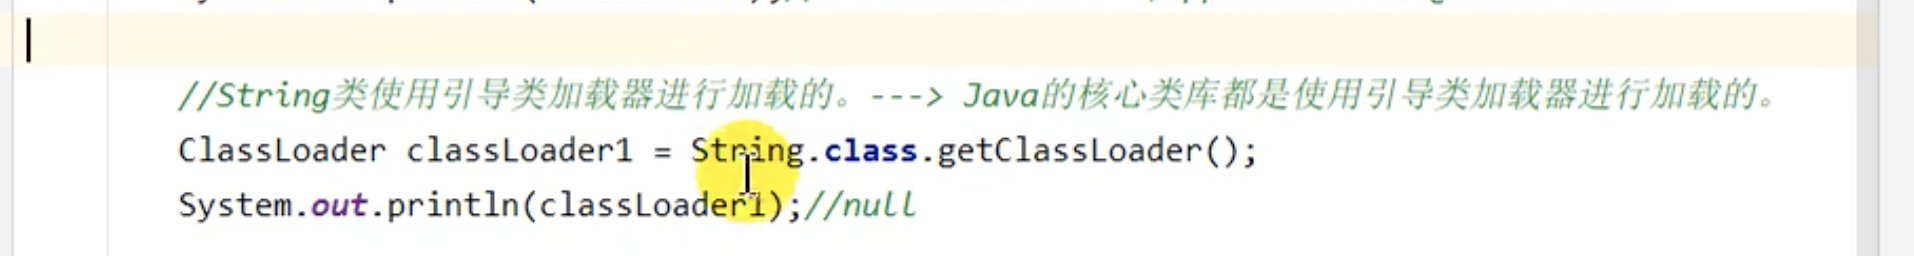 //String类使用引导类加载器进行加载的。---> Java的核心类库都是使用引导类加载器进行加载的。
ClassLoader classLoader1 = String.class.getClassLoader();
System.out.println(classLoader1);//null